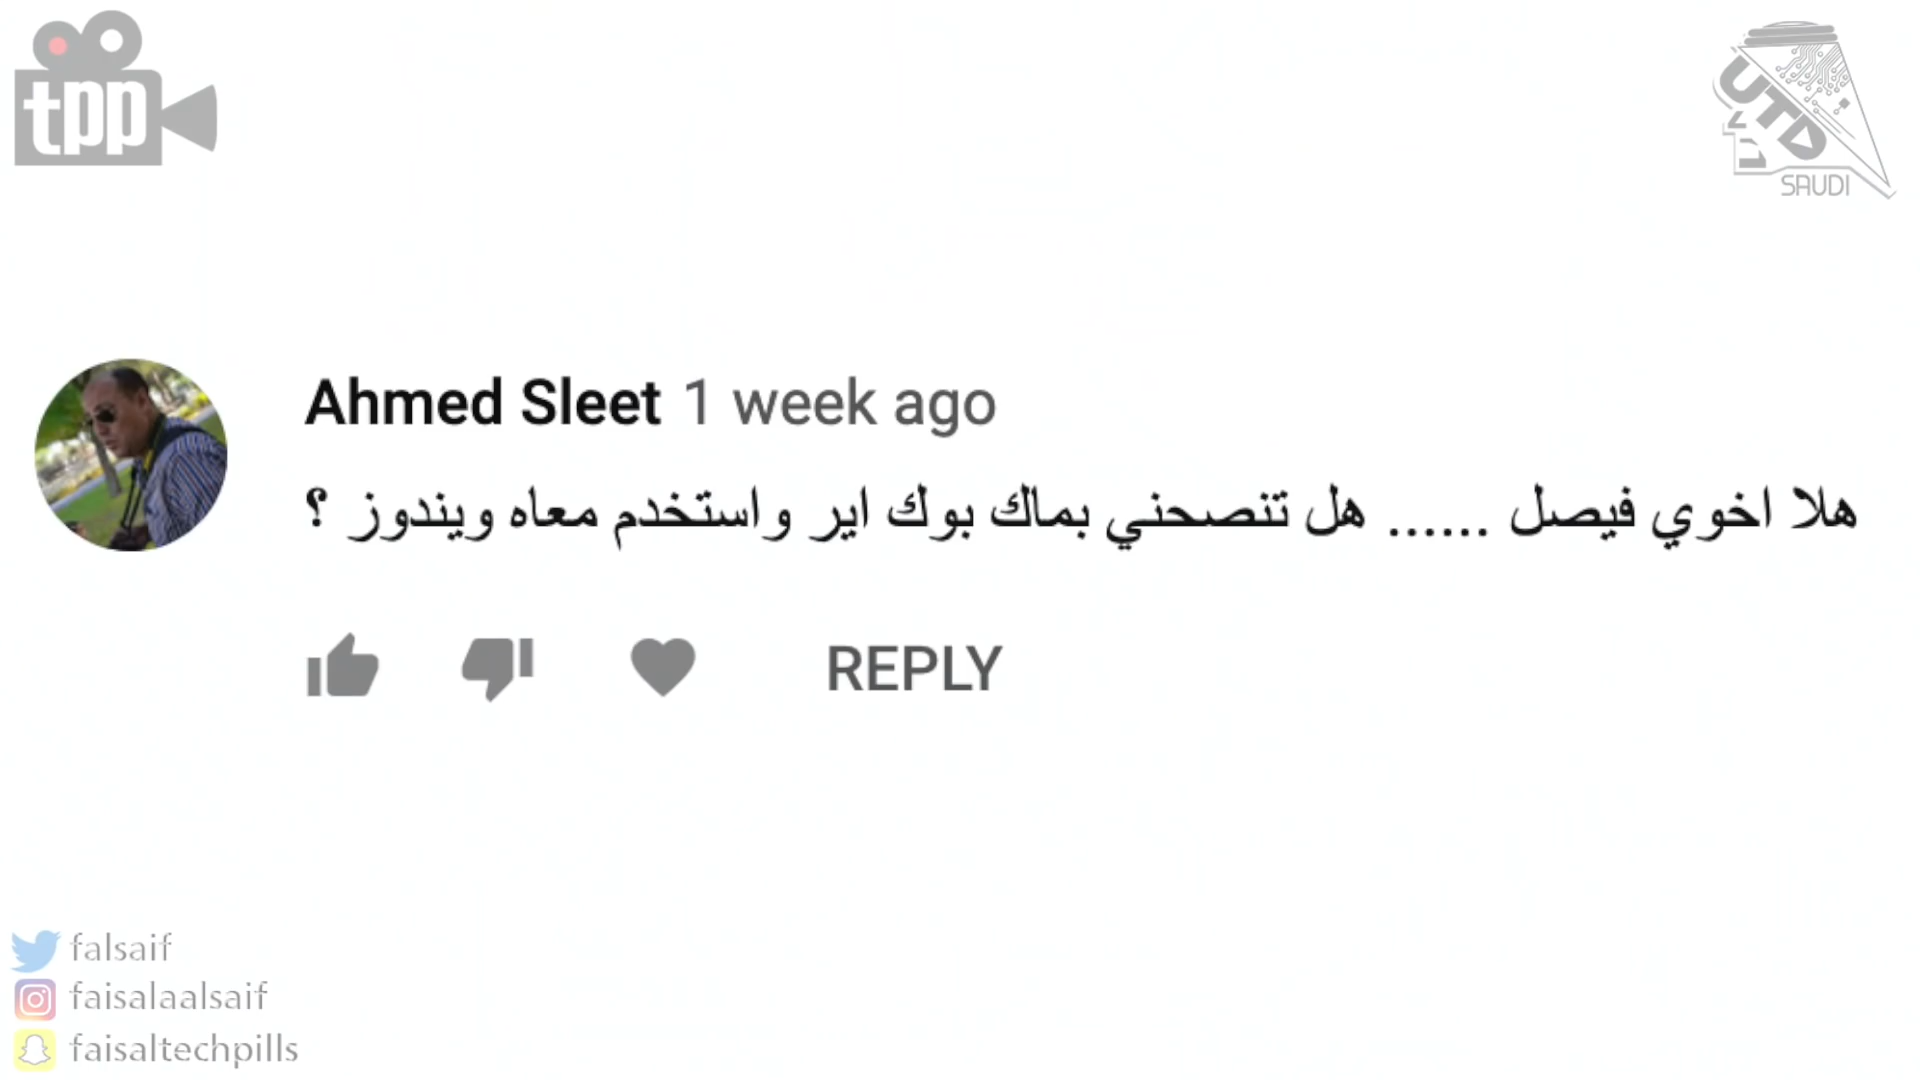 tpp
UTD
SAUDI
Ahmed Sleet 1 week ago
هلا اخوي فيصل ...... هل تنصحني بماك بوك اير واستخدم معاه ويندوز ؟
REPLY
falsaif
faisalaalsaif
faisaltechpills